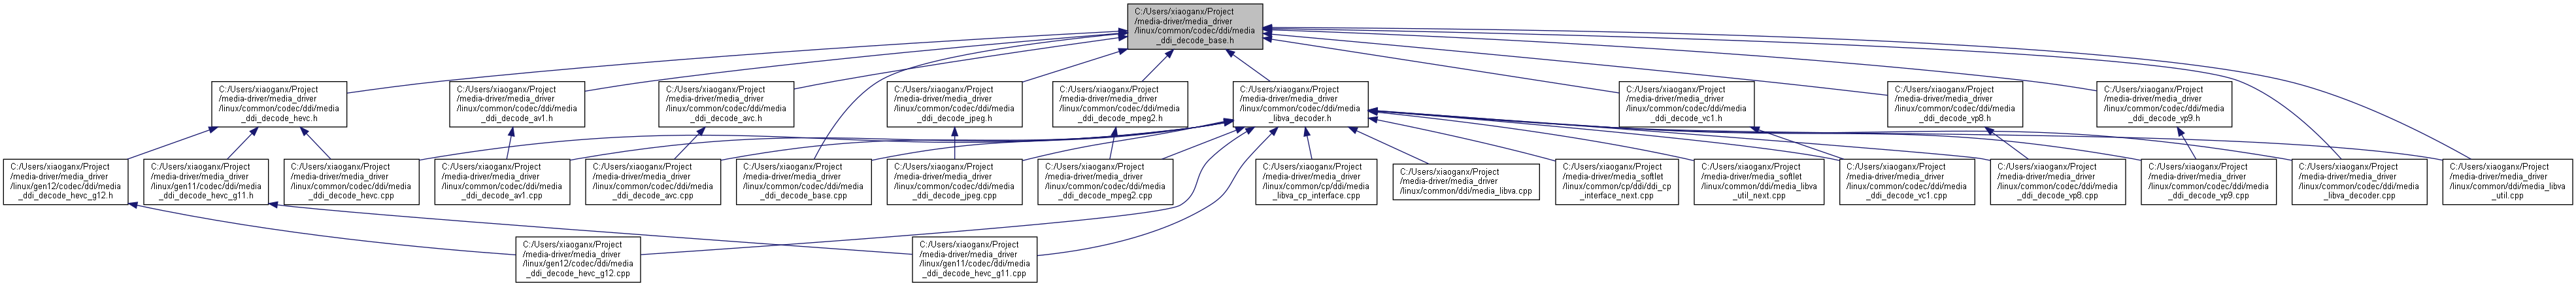 C:/Users/xiaoganx/Project
/media-driver/media_driver
/linux/common/codec/ddi/media
_ddi_decode_base.h
C:/Users/xiaoganx/Project
/media-driver/media_driver
/linux/common/codec/ddi/media
_ddi_decode_hevc.h
C:/Users/xiaoganx/Project
/media-driver/media_driver
/linux/common/codec/ddi/media
_ddi_decode_av1.h
C:/Users/xiaoganx/Project
/media-driver/media_driver
/linux/common/codec/ddi/media
_ddi_decode_avc.h
C:/Users/xiaoganx/Project
/media-driver/media_driver
/linux/common/codec/ddi/media
_ddi_decode_jpeg.h
C:/Users/xiaoganx/Project
/media-driver/media_driver
/linux/common/codec/ddi/media
_ddi_decode_mpeg2.h
C:/Users/xiaoganx/Project
/media-driver/media_driver
/linux/common/codec/ddi/media
_libva_decoder.h
C:/Users/xiaoganx/Project
/media-driver/media_driver
/linux/common/codec/ddi/media
_ddi_decode_vc1.h
C:/Users/xiaoganx/Project
/media-driver/media_driver
/linux/common/codec/ddi/media
_ddi_decode_vp8.h
C:/Users/xiaoganx/Project
/media-driver/media_driver
/linux/common/codec/ddi/media
_ddi_decode_vp9.h
C:/Users/xiaoganx/Project
/media-driver/media_driver
/linux/gen12/codec/ddi/media
_ddi_decode_hevc_g12.h
C:/Users/xiaoganx/Project
/media-driver/media_driver
/linux/gen11/codec/ddi/media
_ddi_decode_hevc_g11.h
C:/Users/xiaoganx/Project
/media-driver/media_driver
/linux/common/codec/ddi/media
_ddi_decode_hevc.cpp
C:/Users/xiaoganx/Project
/media-driver/media_driver
/linux/common/codec/ddi/media
_ddi_decode_av1.cpp
C:/Users/xiaoganx/Project
/media-driver/media_driver
/linux/common/codec/ddi/media
_ddi_decode_avc.cpp
C:/Users/xiaoganx/Project
/media-driver/media_driver
/linux/common/codec/ddi/media
_ddi_decode_base.cpp
C:/Users/xiaoganx/Project
/media-driver/media_driver
/linux/common/codec/ddi/media
_ddi_decode_jpeg.cpp
C:/Users/xiaoganx/Project
/media-driver/media_driver
/linux/common/codec/ddi/media
_ddi_decode_mpeg2.cpp
C:/Users/xiaoganx/Project
/media-driver/media_driver
/linux/common/cp/ddi/media
_libva_cp_interface.cpp
C:/Users/xiaoganx/Project
/media-driver/media_driver
/linux/common/ddi/media_libva.cpp
C:/Users/xiaoganx/Project
/media-driver/media_softlet
/linux/common/cp/ddi/ddi_cp
_interface_next.cpp
C:/Users/xiaoganx/Project
/media-driver/media_softlet
/linux/common/ddi/media_libva
_util_next.cpp
C:/Users/xiaoganx/Project
/media-driver/media_driver
/linux/common/codec/ddi/media
_ddi_decode_vc1.cpp
C:/Users/xiaoganx/Project
/media-driver/media_driver
/linux/common/codec/ddi/media
_ddi_decode_vp8.cpp
C:/Users/xiaoganx/Project
/media-driver/media_driver
/linux/common/codec/ddi/media
_ddi_decode_vp9.cpp
C:/Users/xiaoganx/Project
/media-driver/media_driver
/linux/common/codec/ddi/media
_libva_decoder.cpp
C:/Users/xiaoganx/Project
/media-driver/media_driver
/linux/common/ddi/media_libva
_util.cpp
C:/Users/xiaoganx/Project
/media-driver/media_driver
/linux/gen12/codec/ddi/media
_ddi_decode_hevc_g12.cpp
C:/Users/xiaoganx/Project
/media-driver/media_driver
/linux/gen11/codec/ddi/media
_ddi_decode_hevc_g11.cpp